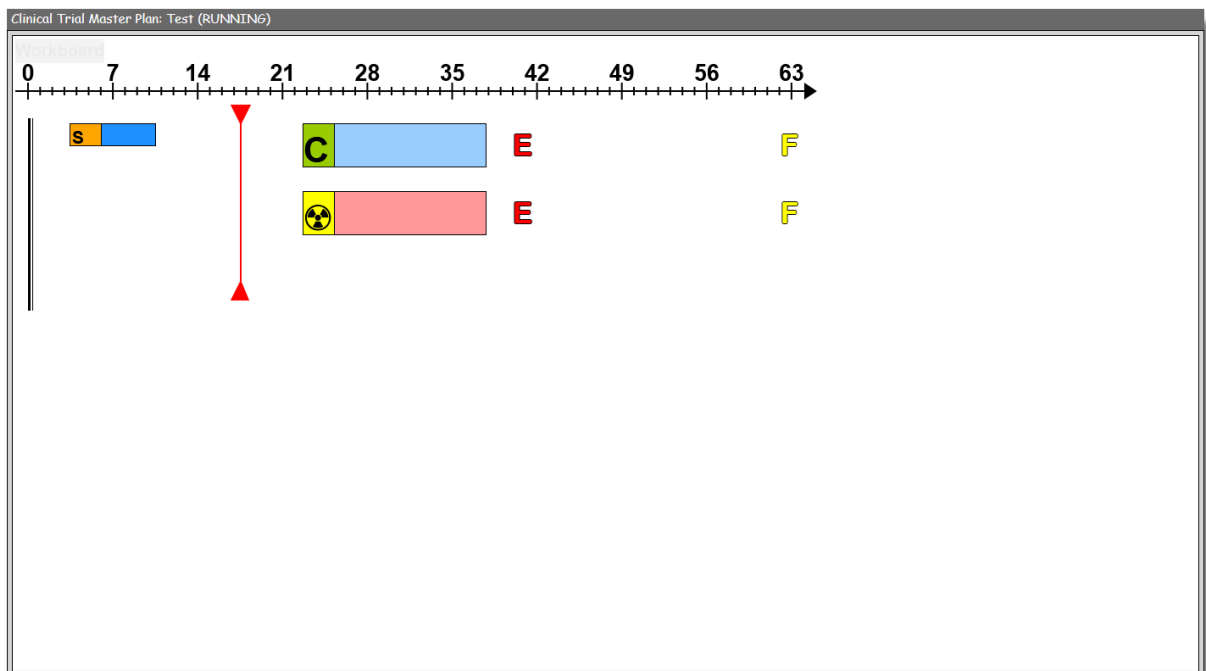 Clinical Trial Master Plan: Test (RUNNING)
Workboard
0 7 14 21 28 35 42 49 56 63
S C E F
E F